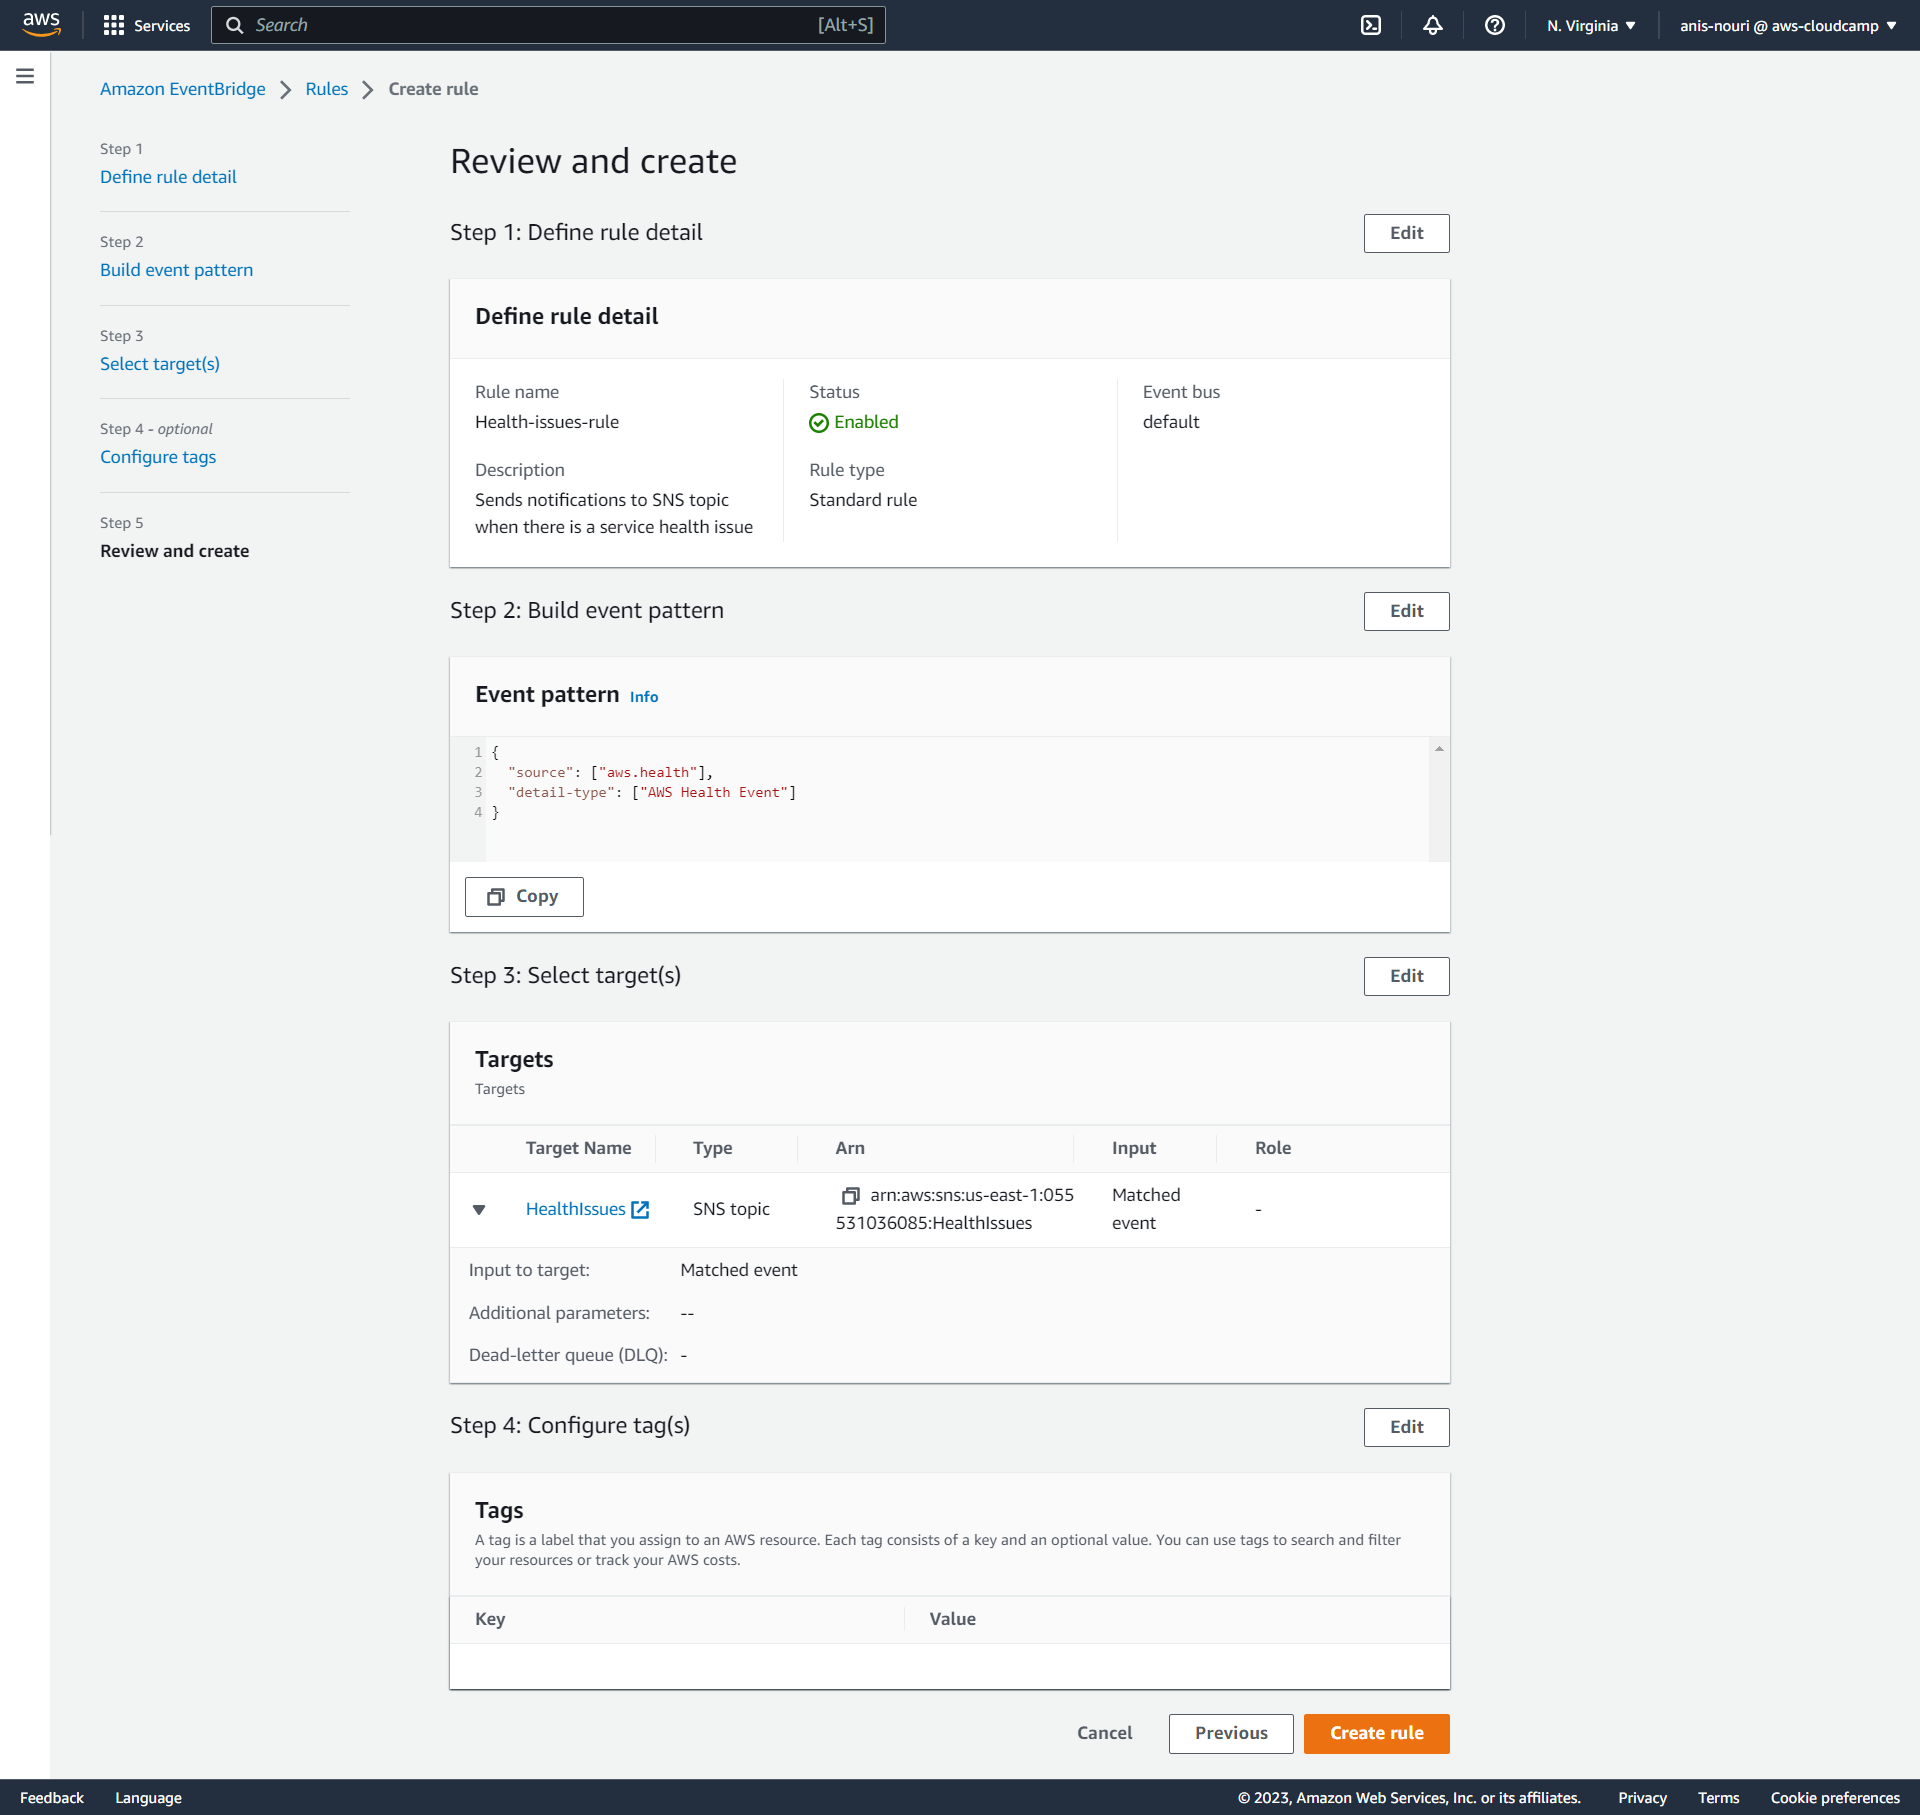 aws
Services
Search
[Alt+S]
N. Virginia
anis-nouri @ aws-cloudcamp
Amazon EventBridge
Rules
Create rule
Step 1
Define rule detail
Step 2
Build event pattern
Step 3
Select target(s)
Step 4 - optional
Configure tags
Step 5
Review and create
Review and create
Step 1: Define rule detail
Edit
Define rule detail
Rule name
Health-issues-rule
Description
Sends notifications to SNS topic
when there is a service health issue
Status
Enabled
Rule type
Standard rule
Event bus
default
Step 2: Build event pattern
Edit
Event pattern Info
1 {
2 "source": ["aws.health"],
3 "detail-type": ["AWS Health Event"]
4 }
Copy
Step 3: Select target(s)
Edit
Targets
Targets
Target Name Type Arn Input Role
HealthIssues
SNS topic
arn:aws:sns:us-east-1:055
531036085:HealthIssues
Matched
event
-
Input to target: Matched event
Additional parameters: --
Dead-letter queue (DLQ): -
Step 4: Configure tag(s)
Edit
Tags
A tag is a label that you assign to an AWS resource. Each tag consists of a key and an optional value. You can use tags to search and filter
your resources or track your AWS costs.
Key Value
Cancel
Previous
Create rule
Feedback
Language
© 2023, Amazon Web Services, Inc. or its affiliates.
Privacy
Terms
Cookie preferences